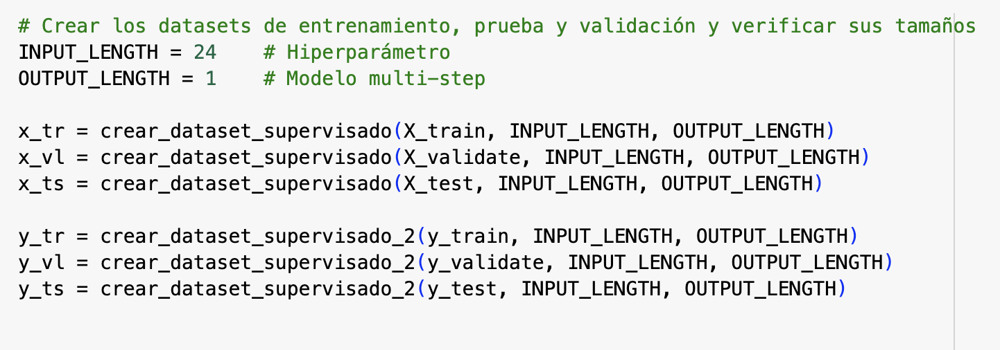 # Crear los datasets de entrenamiento, prueba y validación y verificar sus tamaños
INPUT_LENGTH = 24    # Hiperparámetro
OUTPUT_LENGTH = 1    # Modelo multi-step
x_tr = crear_dataset_supervisado(X_train, INPUT_LENGTH, OUTPUT_LENGTH)
x_vl = crear_dataset_supervisado(X_validate, INPUT_LENGTH, OUTPUT_LENGTH)
x_ts = crear_dataset_supervisado(X_test, INPUT_LENGTH, OUTPUT_LENGTH)
y_tr = crear_dataset_supervisado_2(y_train, INPUT_LENGTH, OUTPUT_LENGTH)
y_vl = crear_dataset_supervisado_2(y_validate, INPUT_LENGTH, OUTPUT_LENGTH)
y_ts = crear_dataset_supervisado_2(y_test, INPUT_LENGTH, OUTPUT_LENGTH)